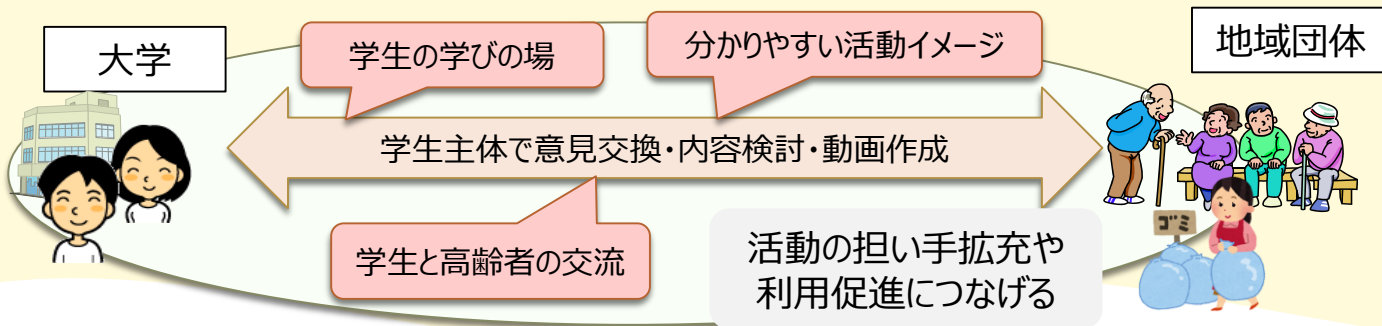 大学
学生の学びの場
分かりやすい活動イメージ
地域団体
学生主体で意見交換・内容検討・動画作成
学生と高齢者の交流
活動の担い手拡充や
利用促進につなげる
ゴミ